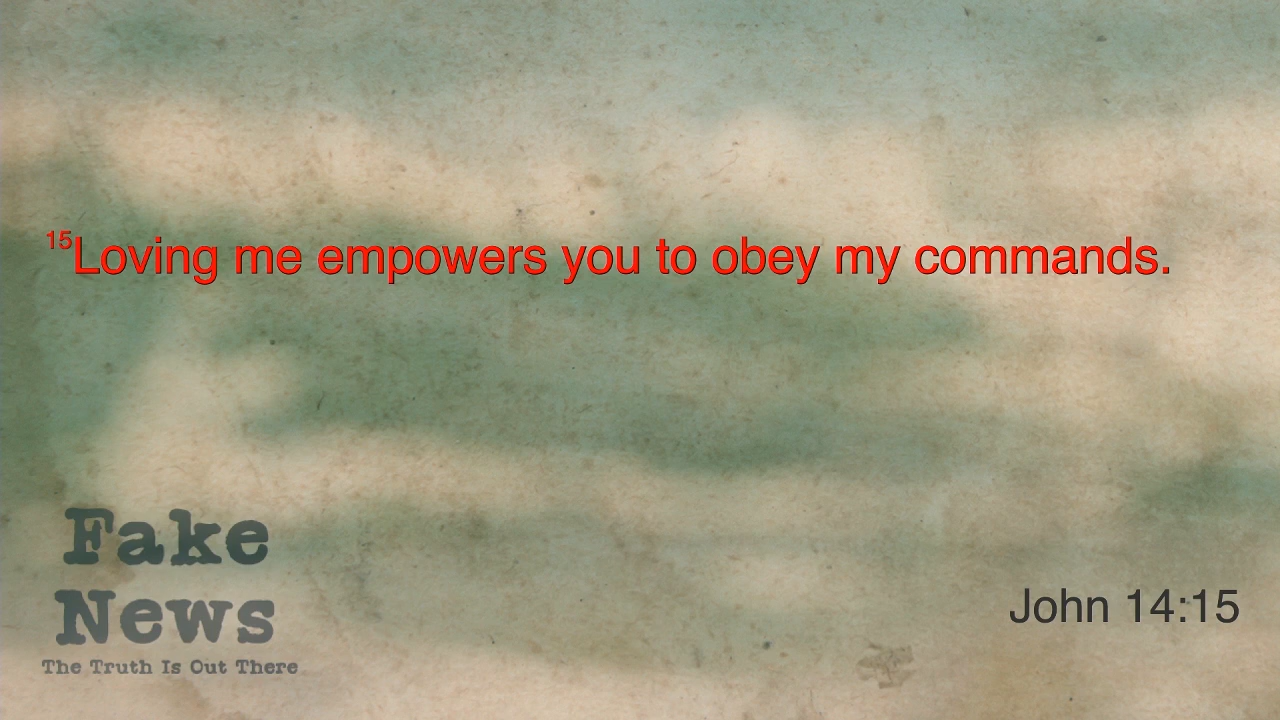 15Loving me empowers you to obey my commands.
Fake
News
The Truth Is Out There
John 14:15